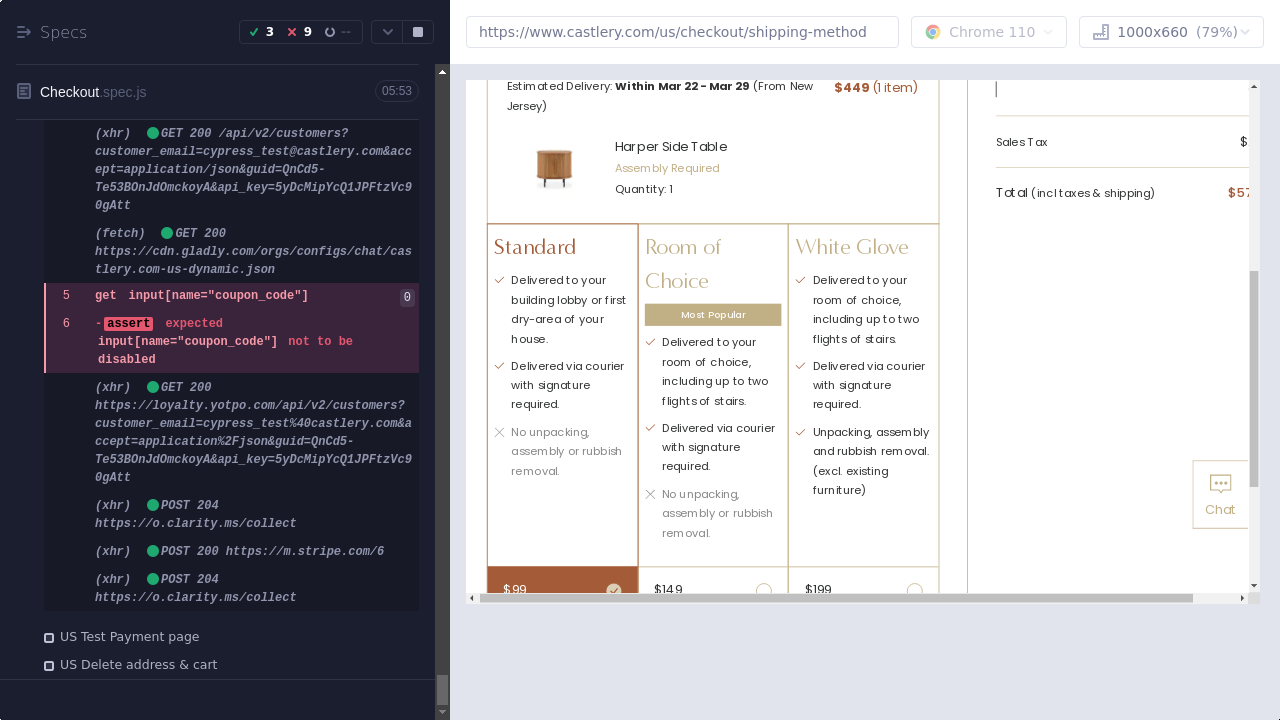 Specs
3
9
--
Checkout.spec.js
05:53
(xhr) GET 200 /api/v2/customers?
customer_email=cypress_test@castlery.com&acc
ept=application/json&guid=QnCd5-
Te53BOnJdOmckoyA&api_key=5yDcMipYcQ1JPFtzVc9
0gAtt
(fetch) GET 200
https://cdn.gladly.com/orgs/configs/chat/cas
tlery.com-us-dynamic.json
5 get input[name="coupon_code"] 0
6 -assert expected
input[name="coupon_code"] not to be
disabled
(xhr) GET 200
https://loyalty.yotpo.com/api/v2/customers?
customer_email=cypress_test%40castlery.com&a
ccept=application%2Fjson&guid=QnCd5-
Te53BOnJdOmckoyA&api_key=5yDcMipYcQ1JPFtzVc9
0gAtt
(xhr) POST 204
https://o.clarity.ms/collect
(xhr) POST 200 https://m.stripe.com/6
(xhr) POST 204
https://o.clarity.ms/collect
US Test Payment page
US Delete address & cart
https://www.castlery.com/us/checkout/shipping-method
Chrome 110
1000x660 (79%)
Estimated Delivery: Within Mar 22 - Mar 29 (From New
Jersey)
$449 (1 item)
Harper Side Table
Assembly Required
Quantity: 1
Standard
Delivered to your
building lobby or first
dry-area of your
house.
Delivered via courier
with signature
required.
No unpacking,
assembly or rubbish
removal.
$99
Room of
Choice
Most Popular
Delivered to your
room of choice,
including up to two
flights of stairs.
Delivered via courier
with signature
required.
No unpacking,
assembly or rubbish
removal.
$149
White Glove
Delivered to your
room of choice,
including up to two
flights of stairs.
Delivered via courier
with signature
required.
Unpacking, assembly
and rubbish removal.
(excl. existing
furniture)
$199
Sales Tax $
Total (incl taxes & shipping) $57
Chat